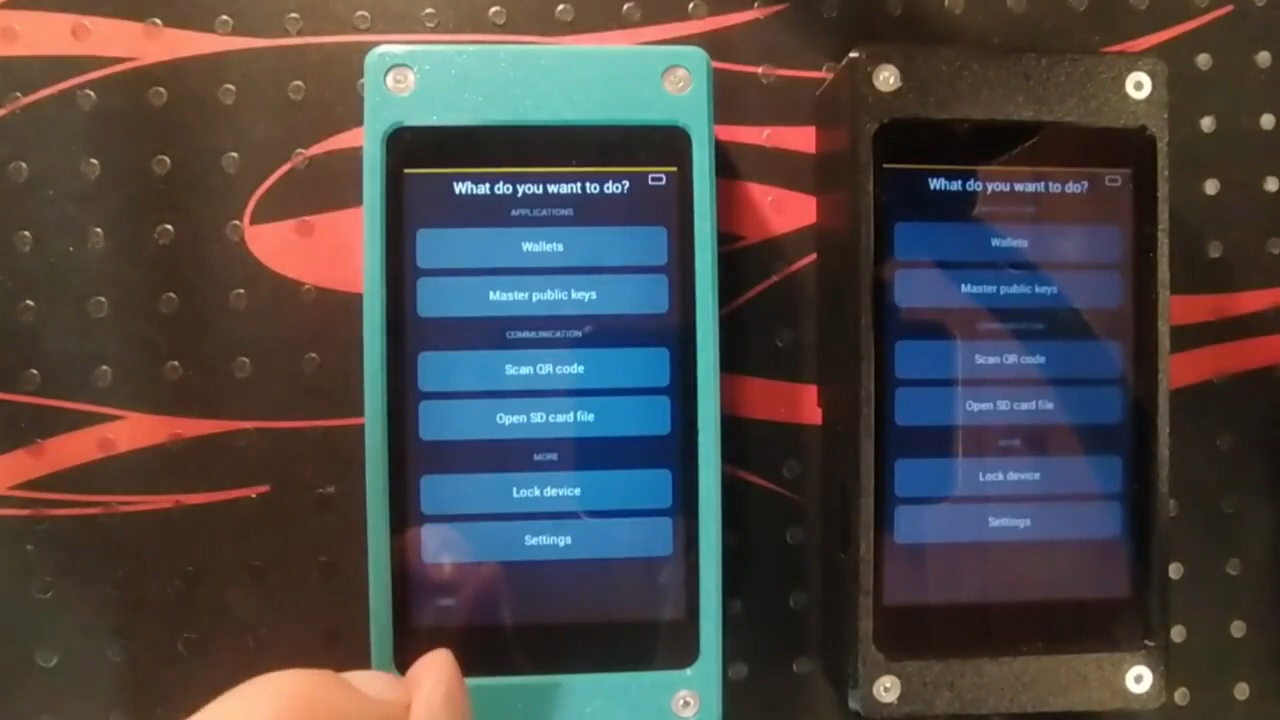 What do you want to do?
APPLICATIONS
Wallets
Master public keys
COMMUNICATION
Scan QR code
Open SD card file
MORE
Lock device
Settings
What do you want to do?
Wallets
Master public keys
COMMUNICATION
Scan QR code
Open SD card file
MORE
Lock device
Settings